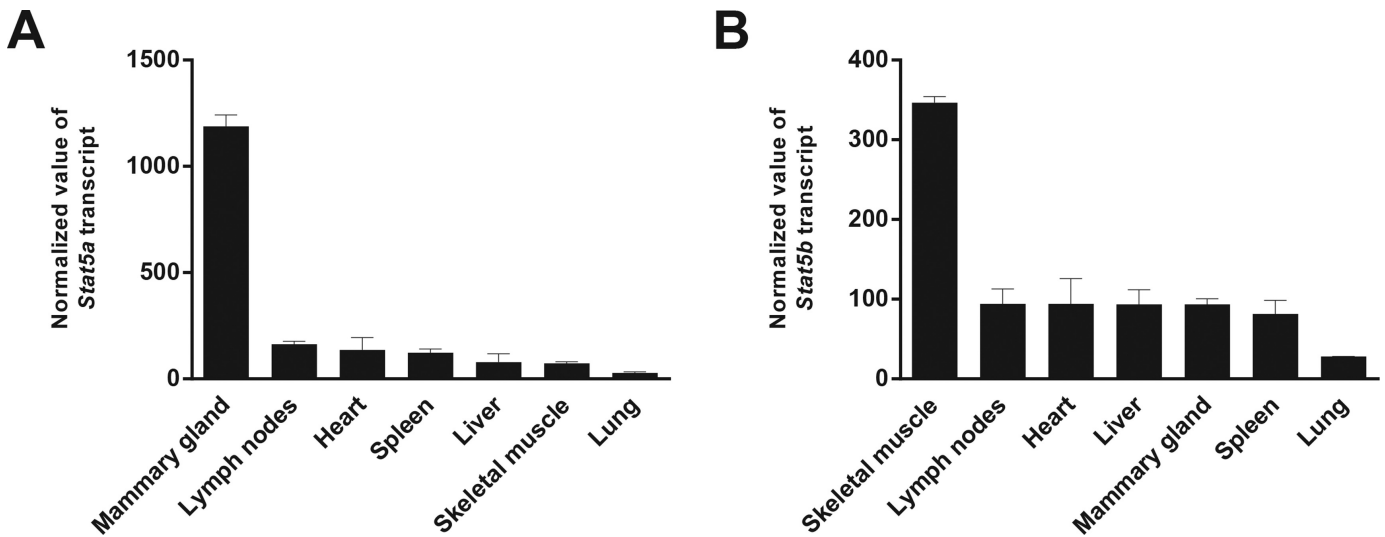 A
Normalized value of
Stat5a transcript
1500
1000
500
0
Mammary gland
Lymph nodes
Heart
Spleen
Liver
Skeletal muscle
Lung
B
Normalized value of
Stat5b transcript
400
300
200
100
0
Skeletal muscle
Lymph nodes
Heart
Liver
Mammary gland
Spleen
Lung